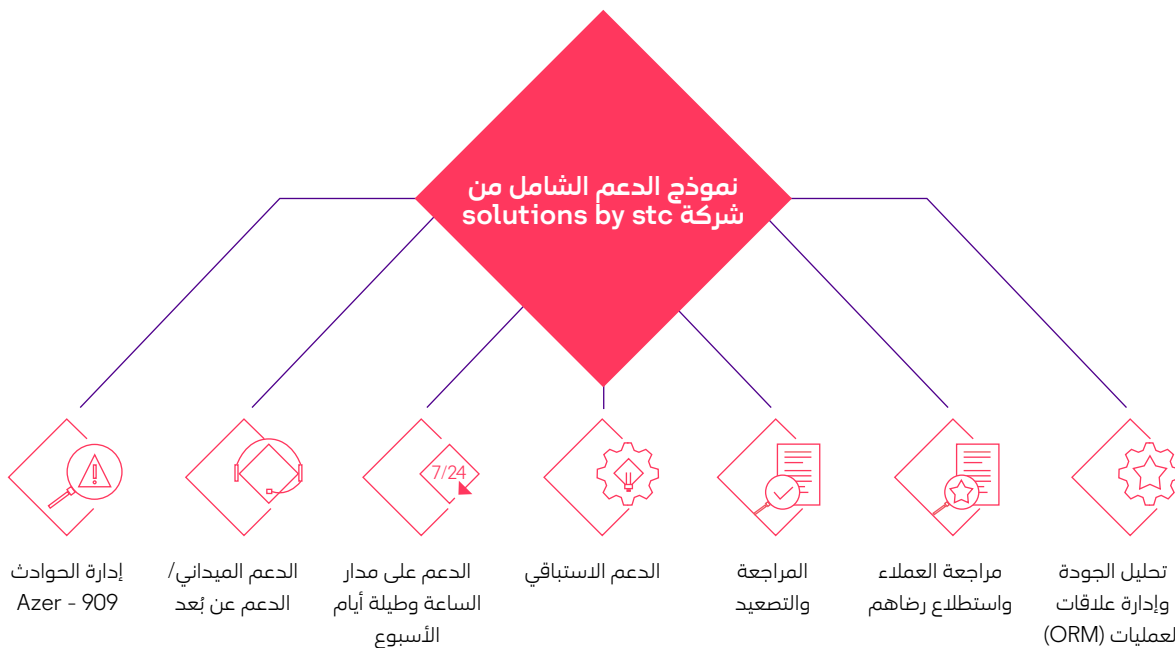 نموذج الدعم الشامل من
شركة solutions by stc
7/24
تحليل الجودة
وإدارة علاقات
لعمليات (ORM)
مراجعة العملاء
واستطلاع رضاهم
المراجعة
والتصعيد
الدعم الاستباقي
الدعم على مدار
الساعة وطيلة أيام
الأسبوع
الدعم الميداني/
الدعم عن بُعد
إدارة الحوادث
Azer - 909